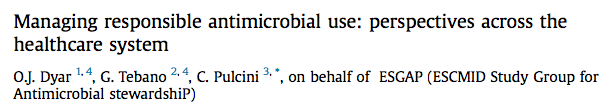 Managing responsible antimicrobial use: perspectives across the
healthcare system
O.J. Dyar 1, 4, G. Tebano 2, 4, C. Pulcini 3, *, on behalf of ESGAP (ESCMID Study Group for
Antimicrobial stewardshiP)